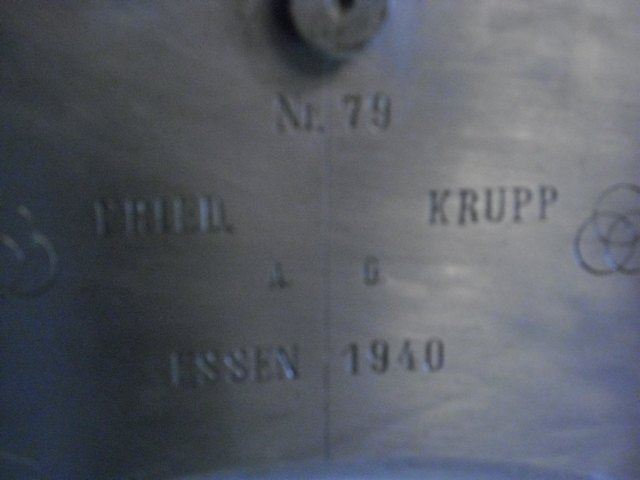 Nr. 79
FRIED. KRUPP
A. G.
ESSEN 1940